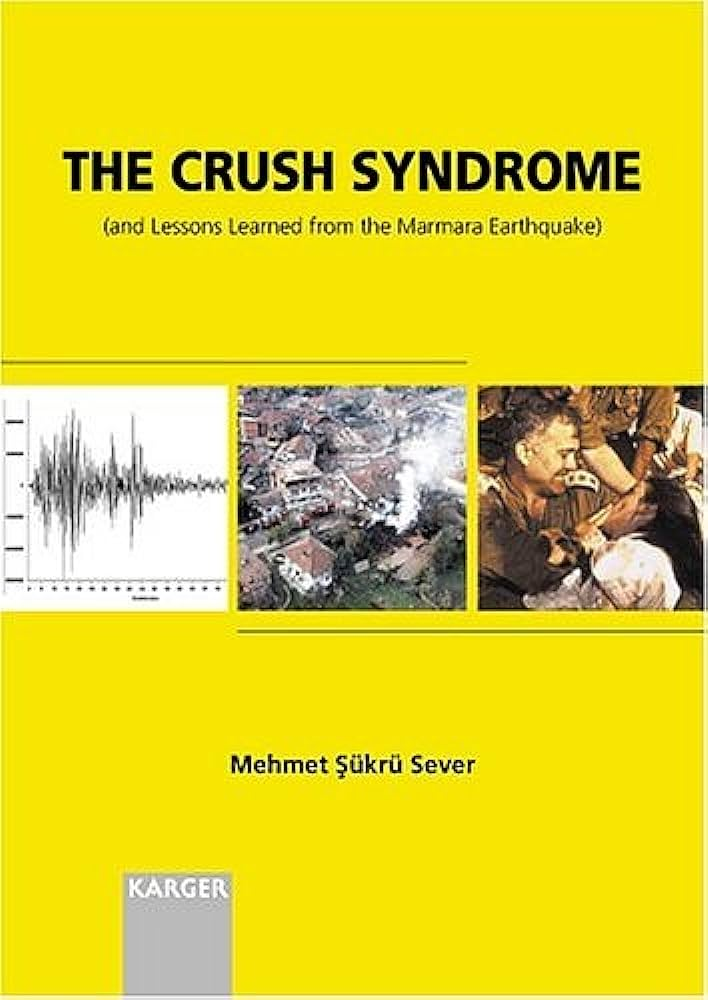 THE CRUSH SYNDROME
(and Lessons Learned from the Marmara Earthquake)
Mehmet Şükrü Sever
KARGER